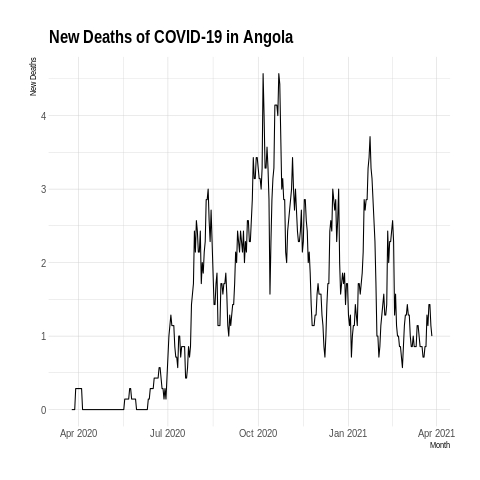 New Deaths of COVID-19 in Angola
New Deaths
4
3
2
1
0
Apr 2020 Jul 2020 Oct 2020 Jan 2021 Apr 2021
Month